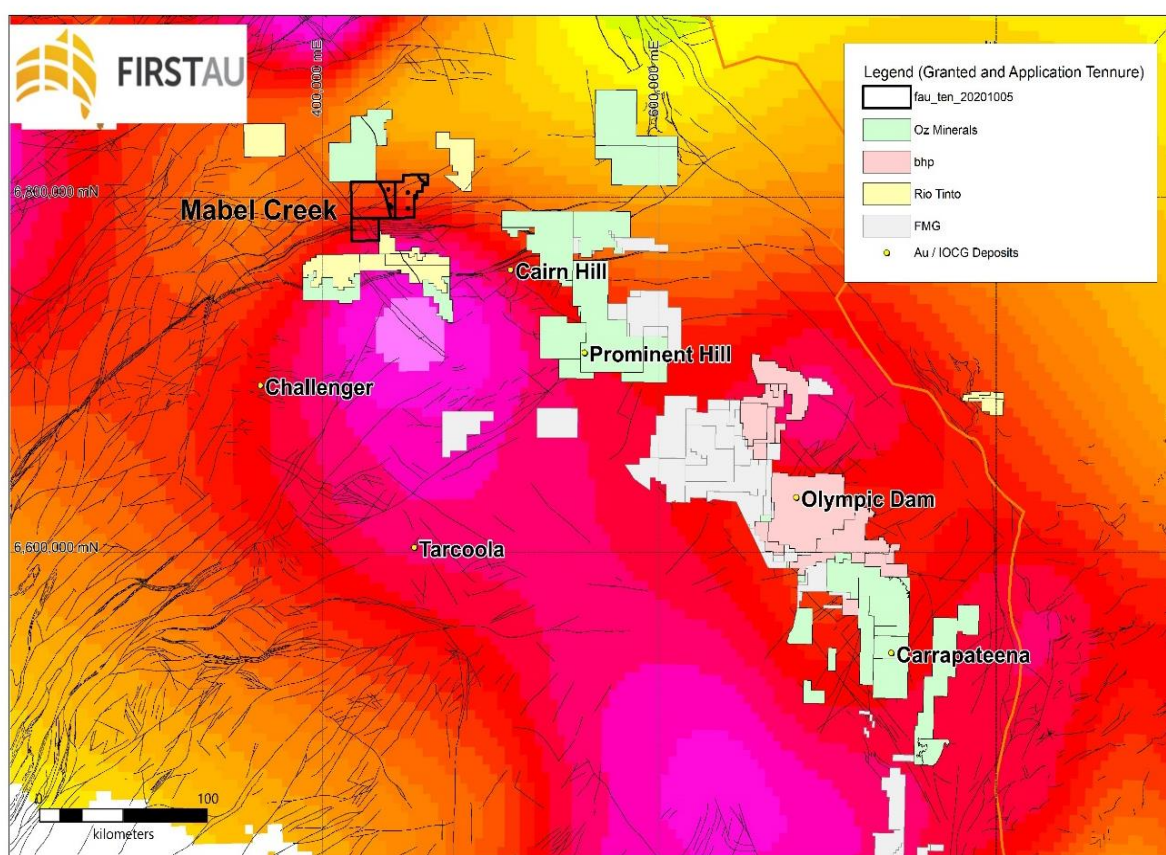 FIRSTAU
400,000 mE
600,000 mE
Legend (Granted and Application Tennure)
fau_ten_20201005
Oz Minerals
bhp
Rio Tinto
FMG
Au / IOCG Deposits
6,800,000 mN
Mabel Creek
Cairn Hill
Prominent Hill
Challenger
Olympic Dam
6,600,000 mN
Tarcoola
Carrapateena
0
100
kilometers